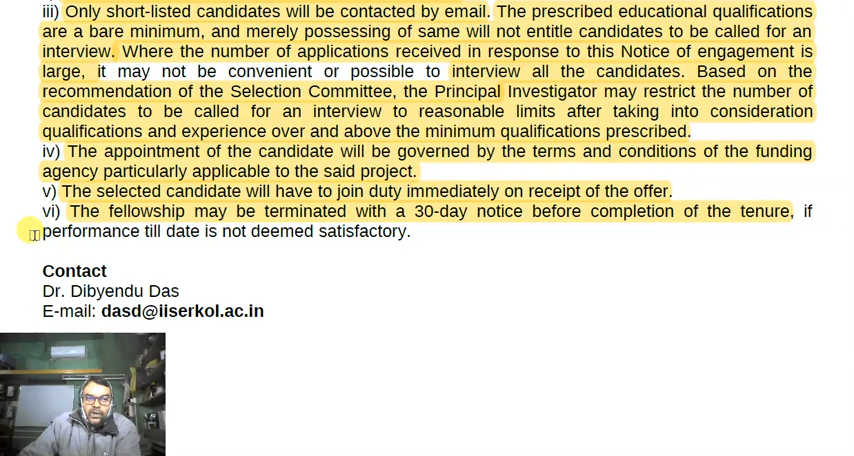 iii) Only short-listed candidates will be contacted by email. The prescribed educational qualifications
are a bare minimum, and merely possessing of same will not entitle candidates to be called for an
interview. Where the number of applications received in response to this Notice of engagement is
large, it may not be convenient or possible to interview all the candidates. Based on the
recommendation of the Selection Committee, the Principal Investigator may restrict the number of
candidates to be called for an interview to reasonable limits after taking into consideration
qualifications and experience over and above the minimum qualifications prescribed.
iv) The appointment of the candidate will be governed by the terms and conditions of the funding
agency particularly applicable to the said project.
v) The selected candidate will have to join duty immediately on receipt of the offer.
vi) The fellowship may be terminated with a 30-day notice before completion of the tenure, if
performance till date is not deemed satisfactory.
Contact
Dr. Dibyendu Das
E-mail: dasd@iiserkol.ac.in